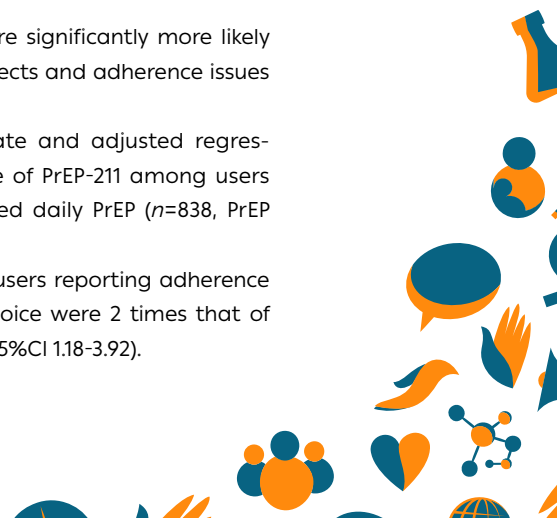 re significantly more likely
ects and adherence issues
ate and adjusted regres-
e of PrEP-211 among users
ed daily PrEP (n=838, PrEP
users reporting adherence
oice were 2 times that of
5%CI 1.18-3.92).